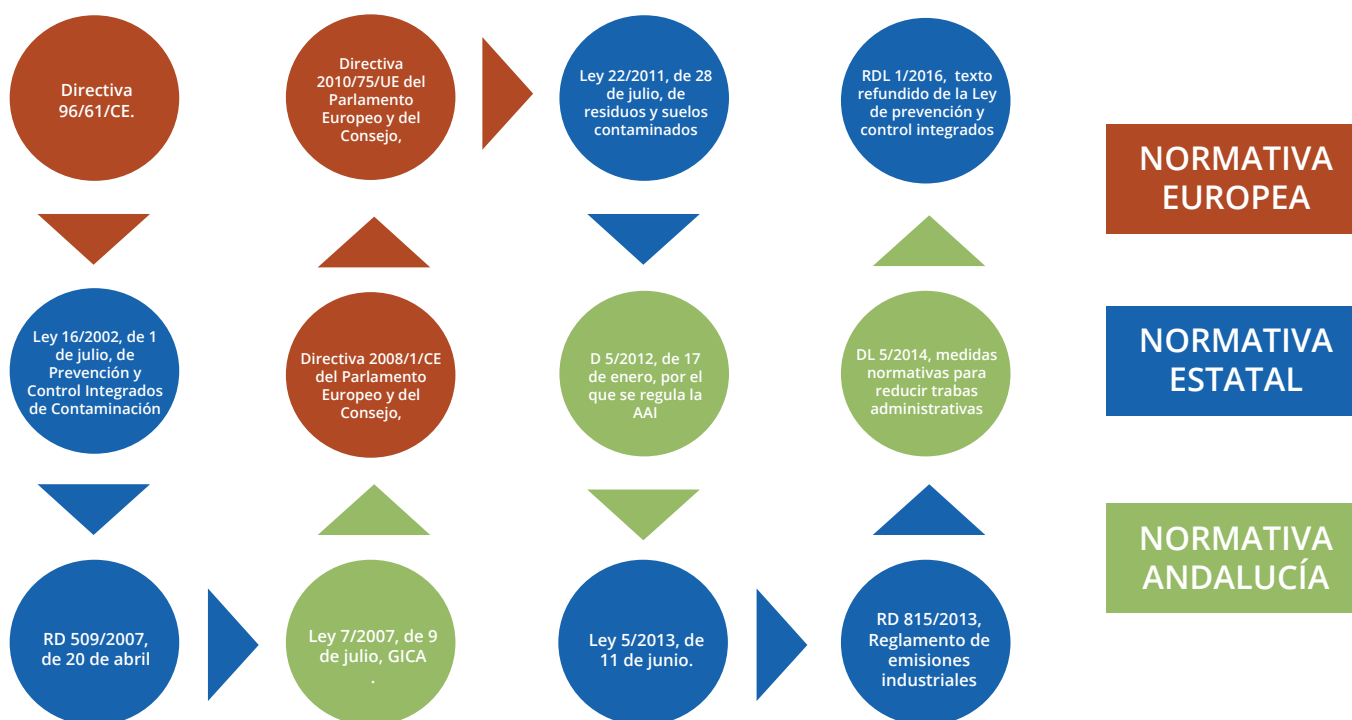 Directiva
96/61/CE.
Ley 16/2002, de 1
de julio, de
Prevención y
Control Integrados
de Contaminación
RD 509/2007,
de 20 de abril
Ley 7/2007, de 9
de julio, GICA
.
Directiva 2008/1/CE
del Parlamento
Europeo y del
Consejo,
Directiva
2010/75/UE del
Parlamento
Europeo y del
Consejo,
Ley 22/2011, de 28
de julio, de
residuos y suelos
contaminados
D 5/2012, de 17
de enero, por el
que se regula la
AAI
Ley 5/2013, de
11 de junio.
RD 815/2013,
Reglamento de
emisiones
industriales
DL 5/2014, medidas
normativas para
reducir trabas
administrativas
RDL 1/2016, texto
refundido de la Ley
de prevención y
control integrados
NORMATIVA
EUROPEA
NORMATIVA
ESTATAL
NORMATIVA
ANDALUCÍA